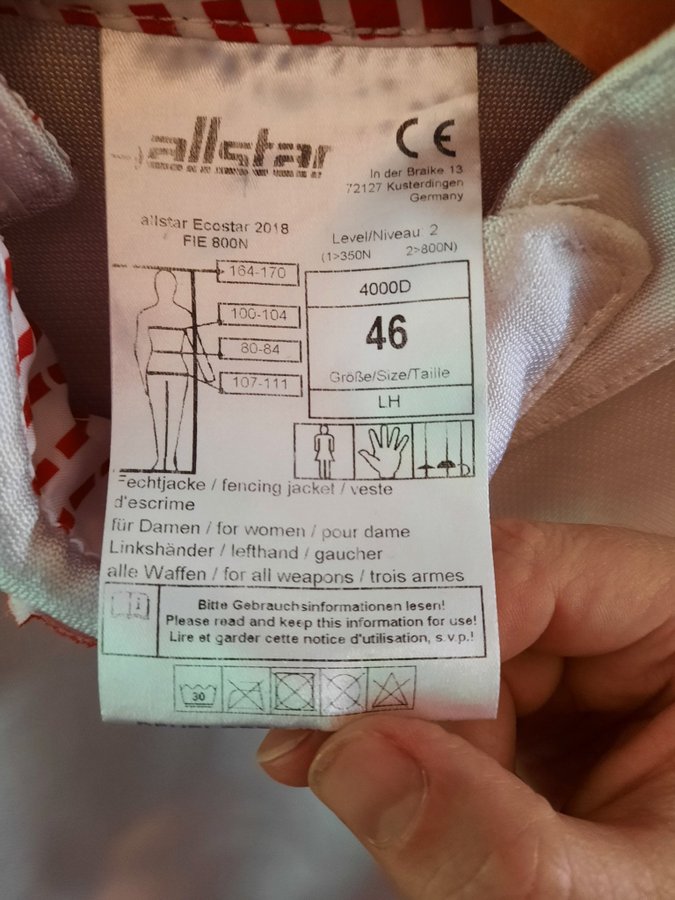 allstar
CE
In der Braike 13
72127 Kusterdingen
Germany
allstar Ecostar 2018
FIE 800N
Level/Niveau 2
(1>350N 2>800N)
164-170
100-104
80-84
107-111
4000D
46
Größe/Size/Taille
LH
Fechtjacke / fencing jacket / veste
d'escrime
für Damen / for women / pour dame
Linkshänder / lefthand / gaucher
alle Waffen / for all weapons / trois armes
Bitte Gebrauchsinformationen lesen!
Please read and keep this information for use!
Lire et garder cette notice d'utilisation, s.v.p.!
30